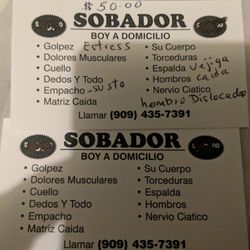 $ 50.00
SOBADOR
BOY A DOMICILIO
• Golpez Estress
• Dolores Musculares
• Cuello
• Dedos Y Todo
• Empacho - susto
• Matriz Caida
• Su Cuerpo
• Torceduras
• Espalda Vejiga caida
• Hombros
• Nervio Ciatico
hombro Dislocado
Llamar (909) 435-7391
SOBADOR
BOY A DOMICILIO
• Golpez
• Dolores Musculares
• Cuello
• Dedos Y Todo
• Empacho
• Matriz Caida
• Su Cuerpo
• Torceduras
• Espalda
• Hombros
• Nervio Ciatico
Llamar (909) 435-7391